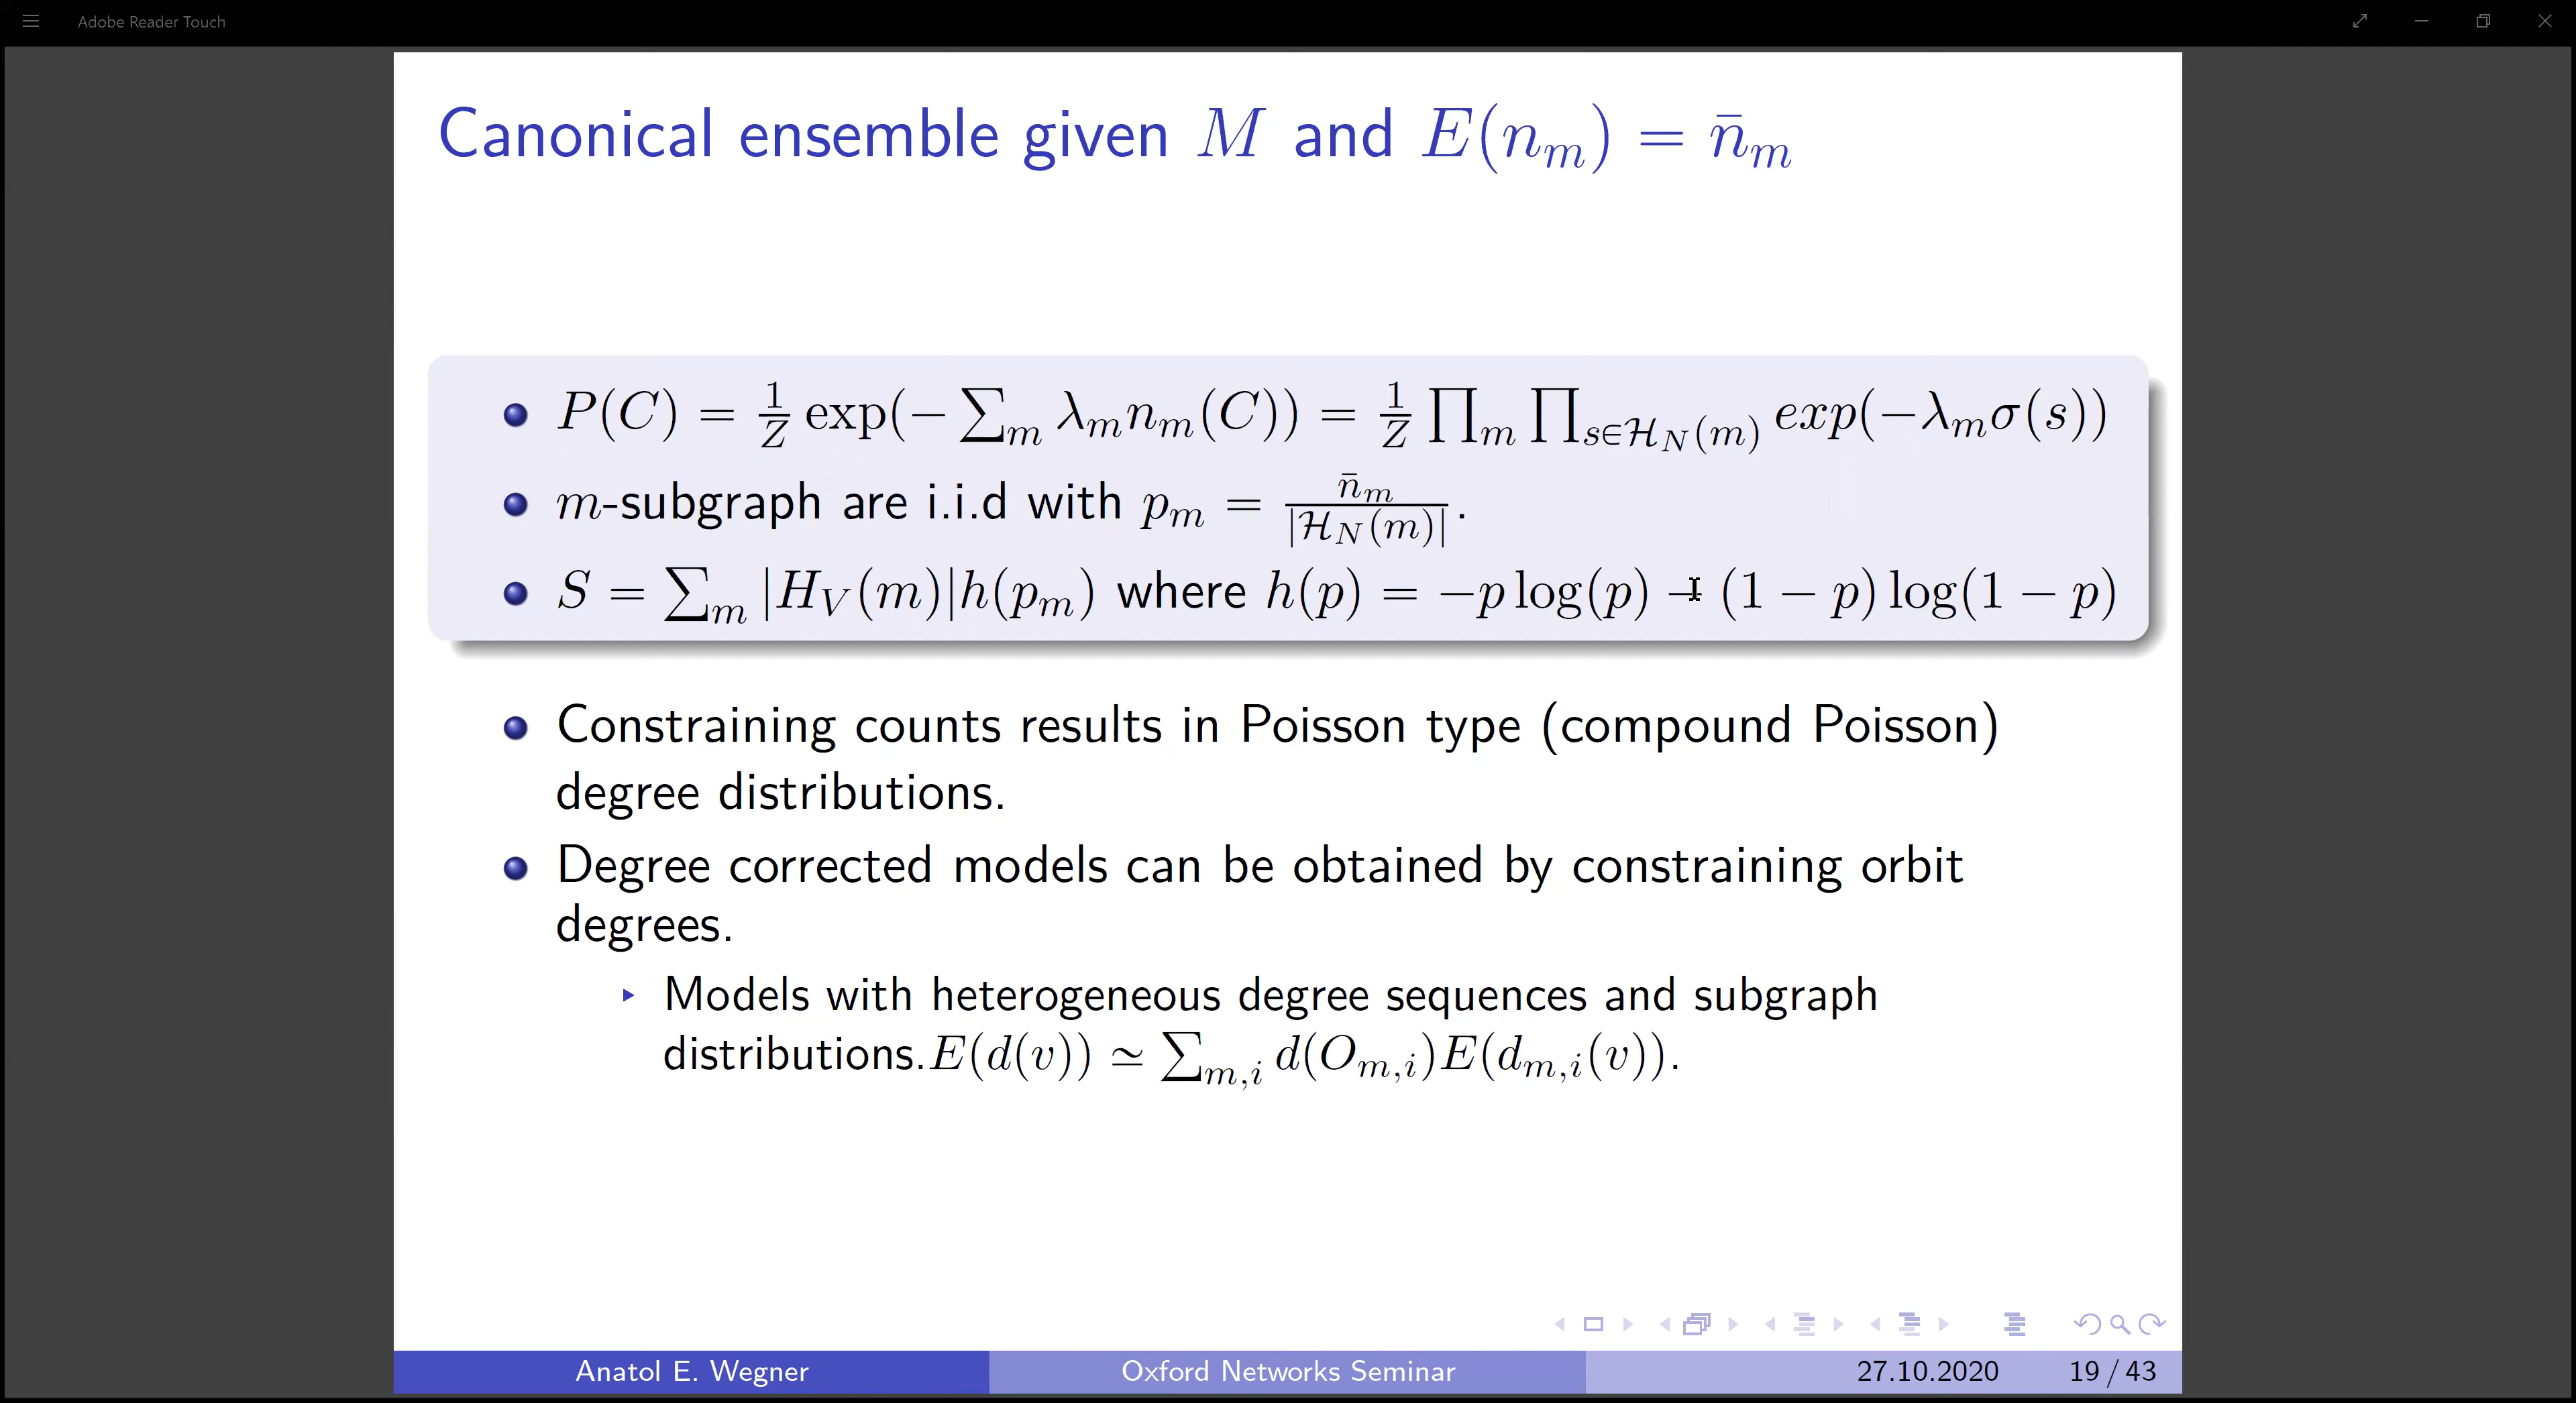 Adobe Reader Touch
Canonical ensemble given M and E(n_m) = n̄_m
P(C) = 1/Z exp(−∑_m λ_m n_m(C)) = 1/Z ∏_m ∏_{s∈ℋ_N(m)} exp(−λ_m σ(s))
m-subgraph are i.i.d with p_m = n̄_m/|ℋ_N(m)|.
S = ∑_m |H_V(m)|h(p_m) where h(p) = −p log(p) − (1 − p) log(1 − p)
Constraining counts results in Poisson type (compound Poisson)
degree distributions.
Degree corrected models can be obtained by constraining orbit
degrees.
Models with heterogeneous degree sequences and subgraph
distributions.E(d(v)) ≃ ∑_{m,i} d(O_{m,i})E(d_{m,i}(v)).
Anatol E. Wegner Oxford Networks Seminar 27.10.2020 19 / 43